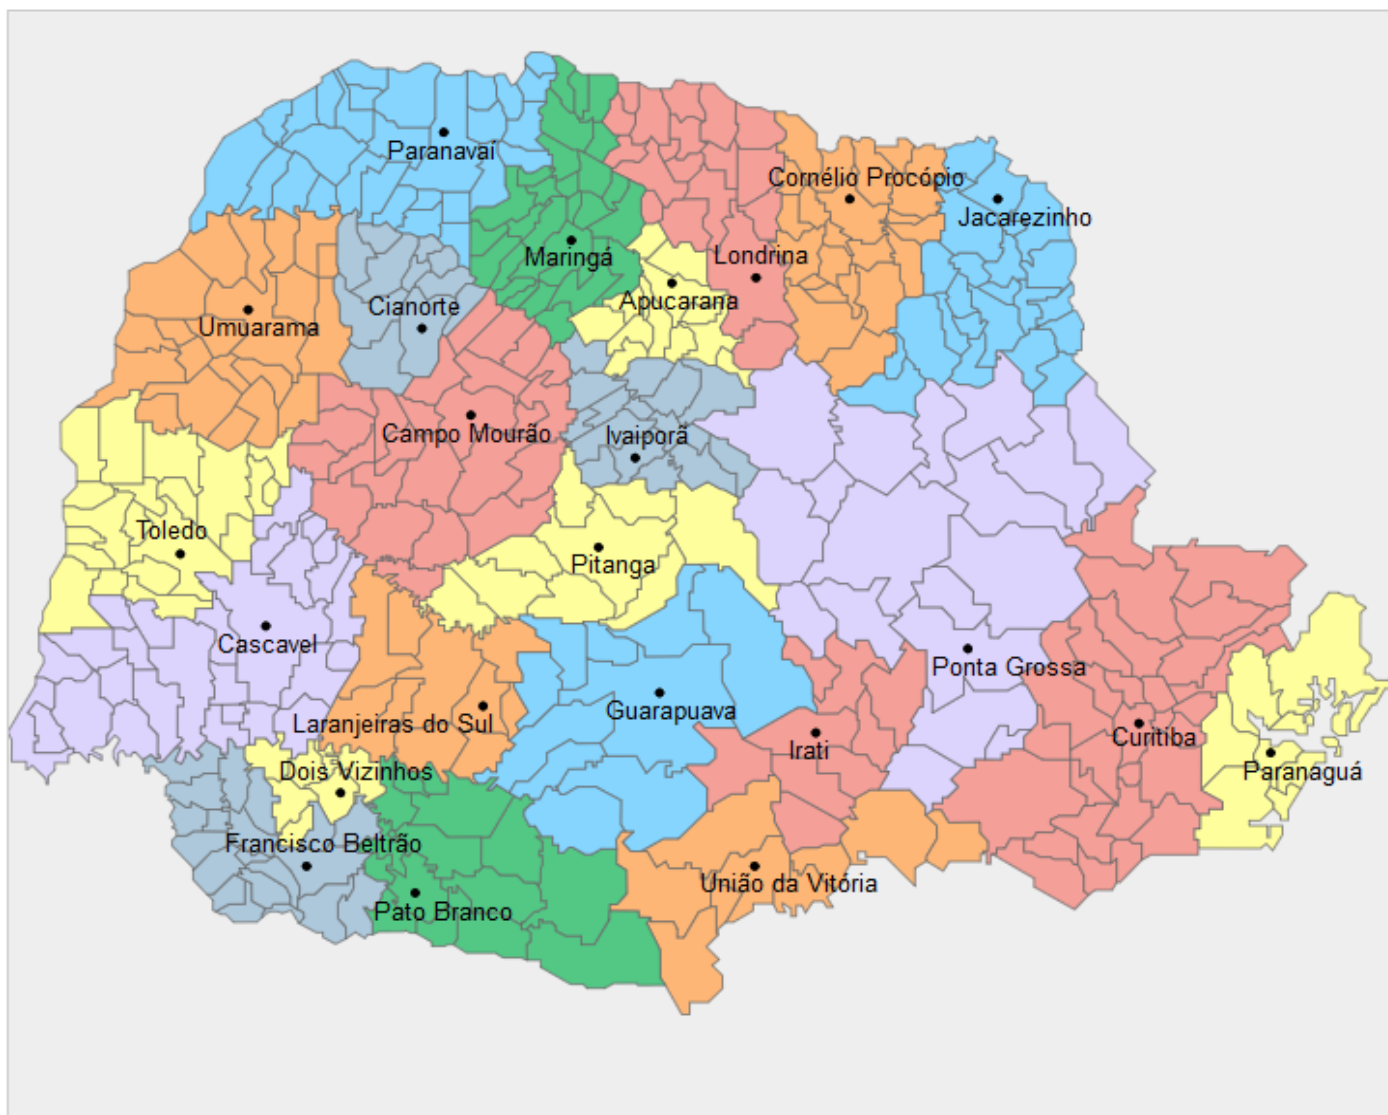 Paranavaí
Cornélio Procópio
Jacarezinho
Maringá
Londrina
Apucarana
Cianorte
Umuarama
Campo Mourão
Ivaiporã
Toledo
Pitanga
Cascavel
Ponta Grossa
Guarapuava
Laranjeiras do Sul
Curitiba
Irati
Dois Vizinhos
Paranaguá
Francisco Beltrão
União da Vitória
Pato Branco